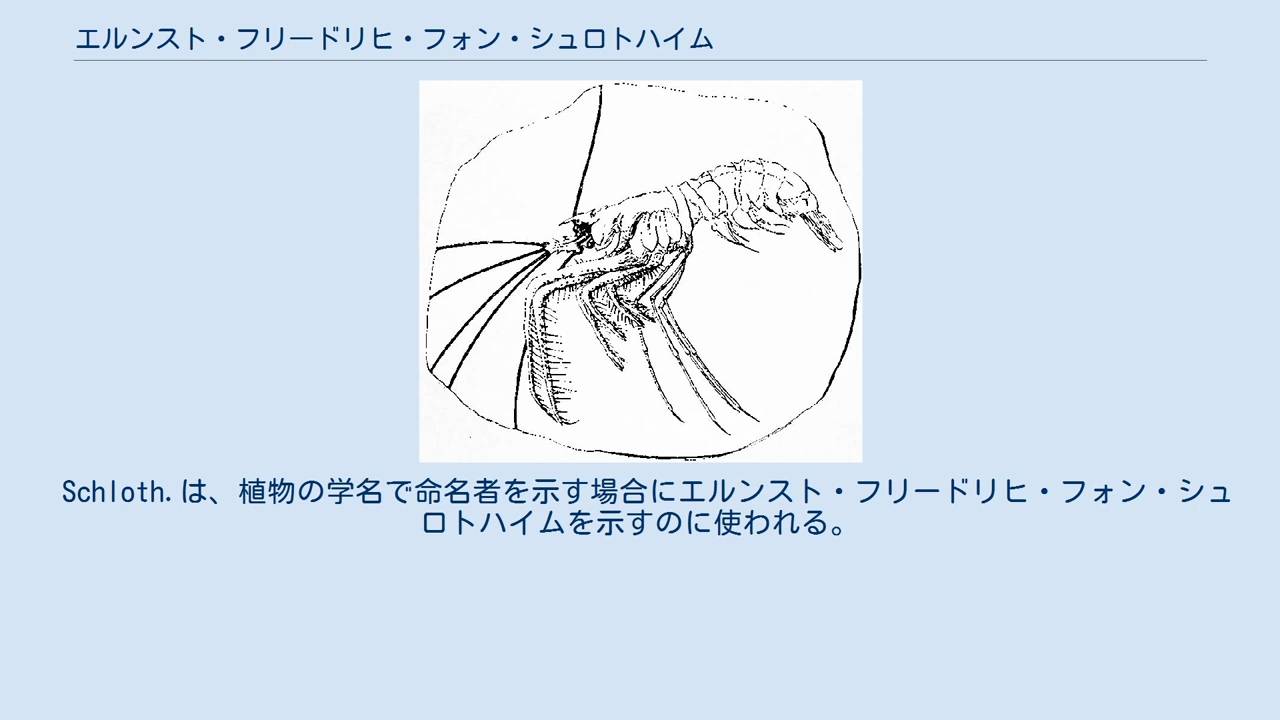 エルンスト・フリードリヒ・フォン・シュロトハイム
Schloth.は、植物の学名で命名者を示す場合にエルンスト・フリードリヒ・フォン・シュ
ロトハイムを示すのに使われる。